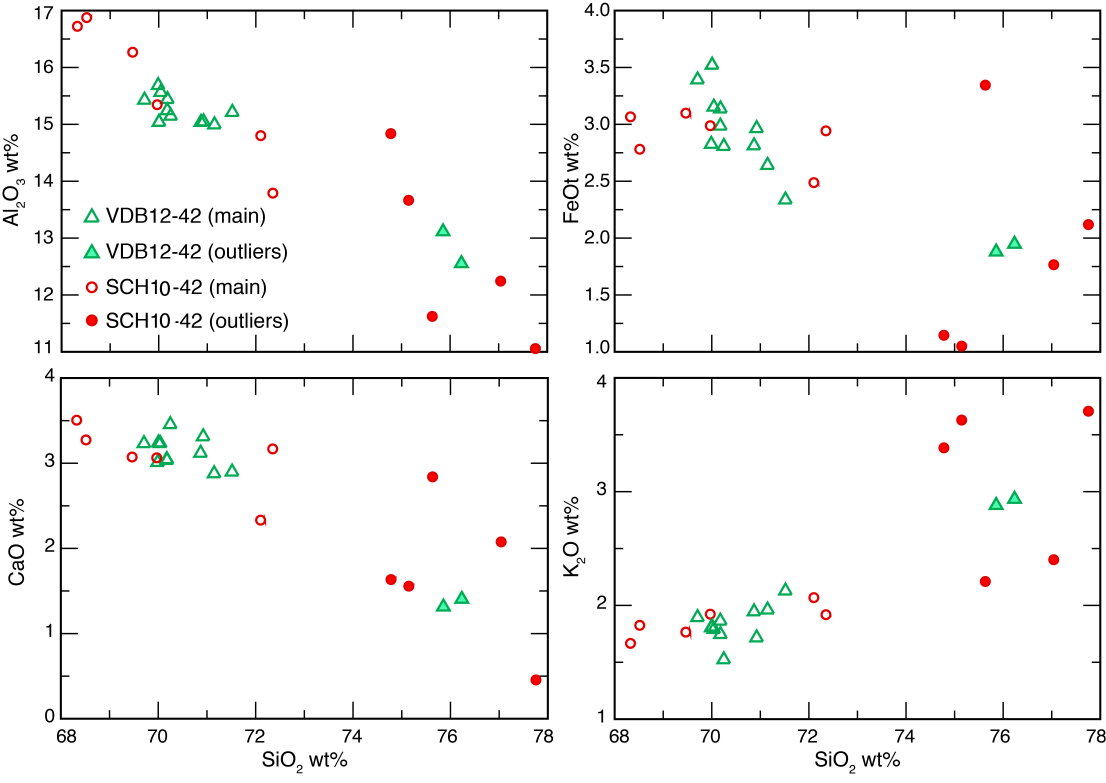 17
16
15
14
13
12
11
Al₂O₃ wt%
VDB12-42 (main)
VDB12-42 (outliers)
SCH10-42 (main)
SCH10-42 (outliers)
4.0
3.5
3.0
2.5
2.0
1.5
1.0
FeOt wt%
4
3
2
1
0
CaO wt%
68 70 72 74 76 78
SiO₂ wt%
4
3
2
1
K₂O wt%
68 70 72 74 76 78
SiO₂ wt%